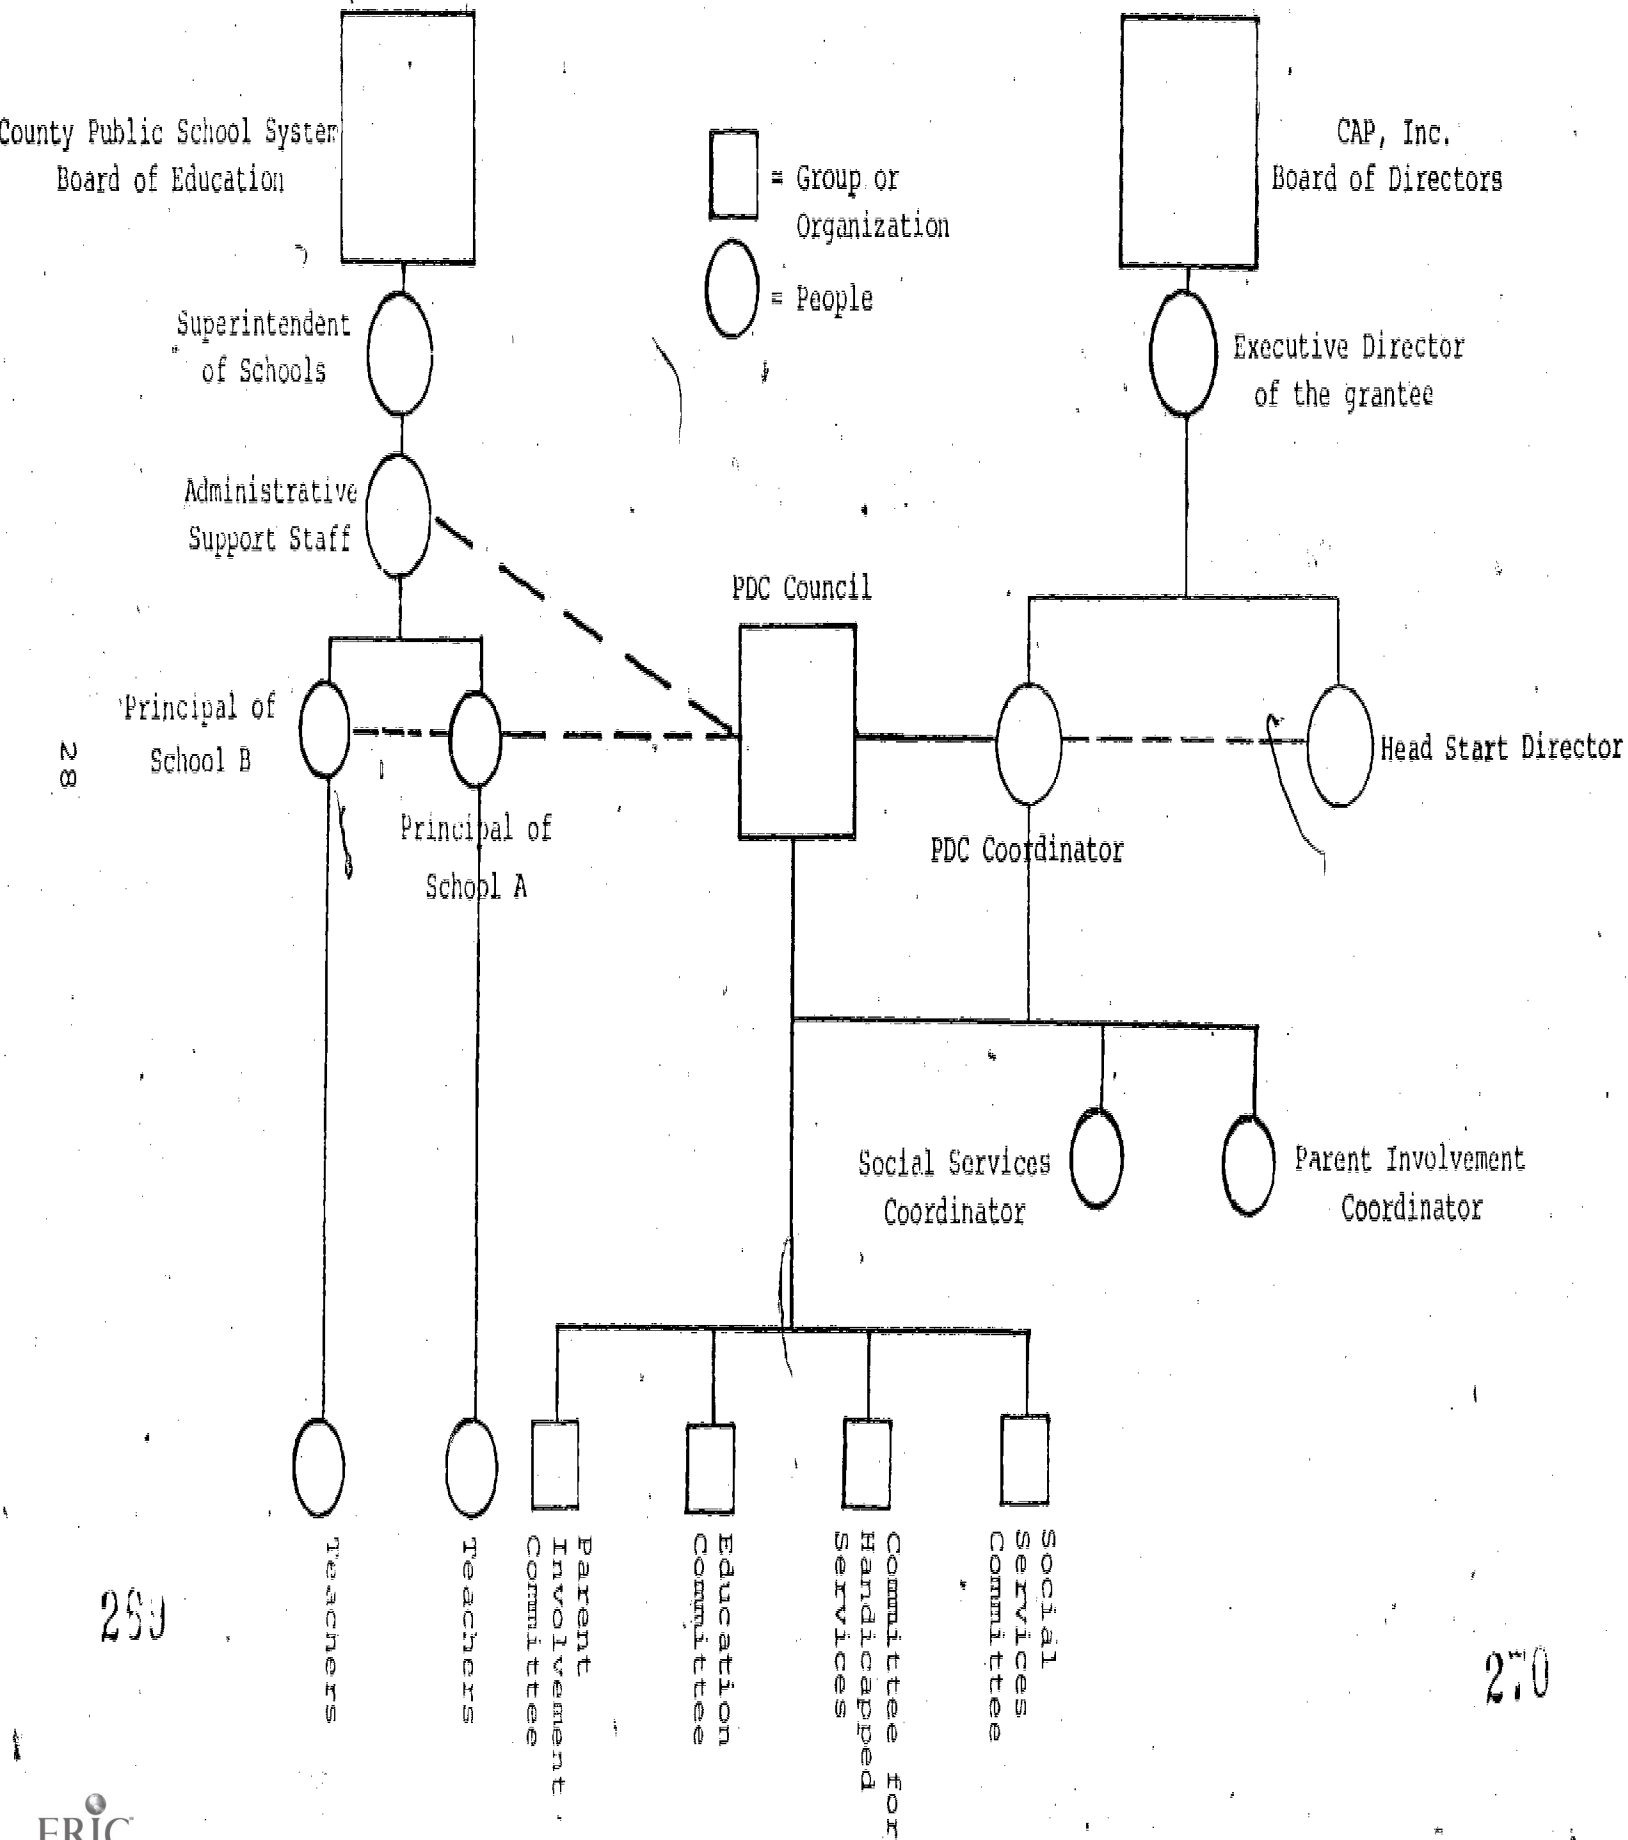 County Public School System
Board of Education
= Group or
Organization
= People
CAP, Inc.
Board of Directors
Superintendent
of Schools
Executive Director
of the grantee
Administrative
Support Staff
PDC Council
Principal of
School B
Principal of
School A
Head Start Director
PDC Coordinator
28
Social Services
Coordinator
Parent Involvement
Coordinator
Teachers
Teachers
Parent
Involvement
Committee
Education
Committee
Committee for
Handicapped
Services
Social
Services
Committee
269
270
ERIC